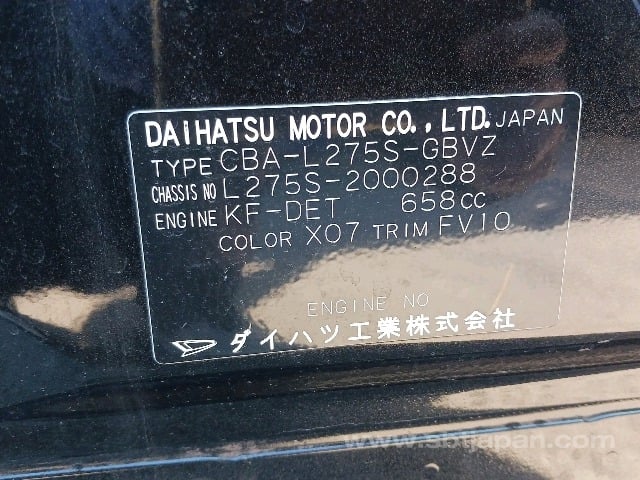 DAIHATSU MOTOR CO., LTD. JAPAN
TYPE CBA-L275S-GBVZ
CHASSIS NO L275S-2000288
ENGINE KF-DET 658cc
COLOR X07 TRIM FV10
ENGINE NO
ダイハツ工業株式会社
www.sbtjapan.com